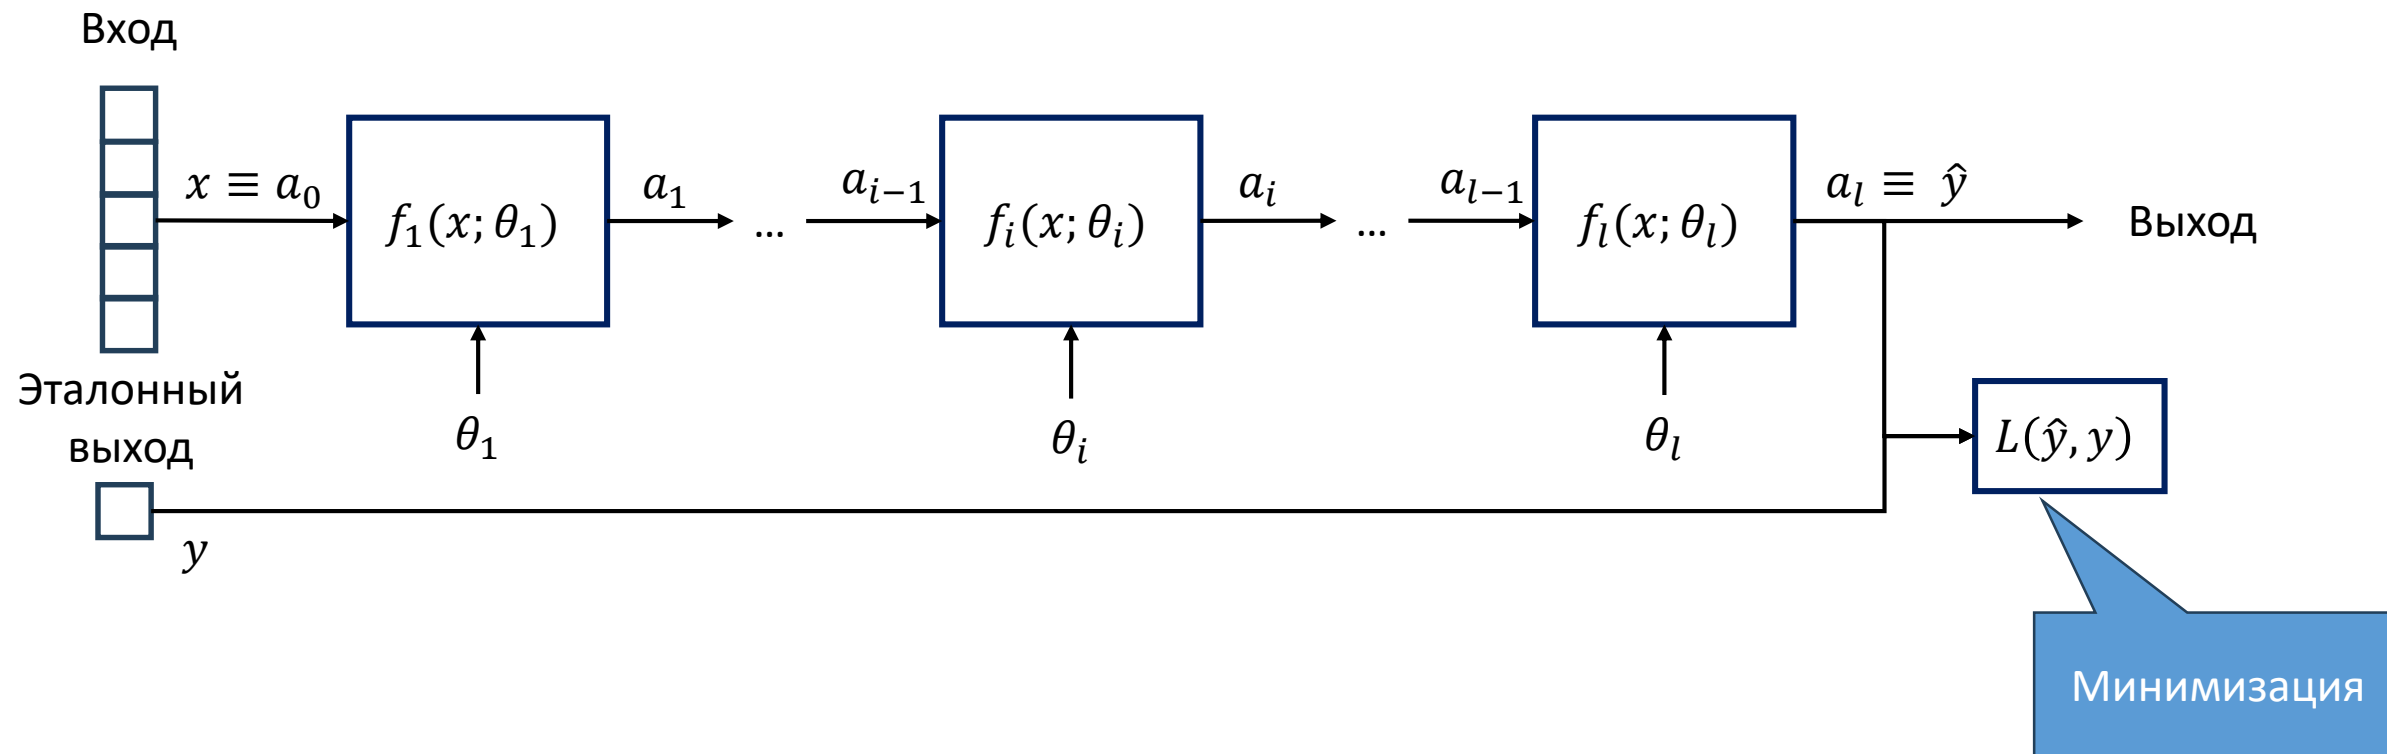 Вход
x ≡ a₀
f₁(x; θ₁)
a₁
...
aᵢ₋₁
fᵢ(x; θᵢ)
aᵢ
...
aₗ₋₁
fₗ(x; θₗ)
aₗ ≡ ŷ
Выход
Эталонный
выход
θ₁
θᵢ
θₗ
L(ŷ, y)
y
Минимизация